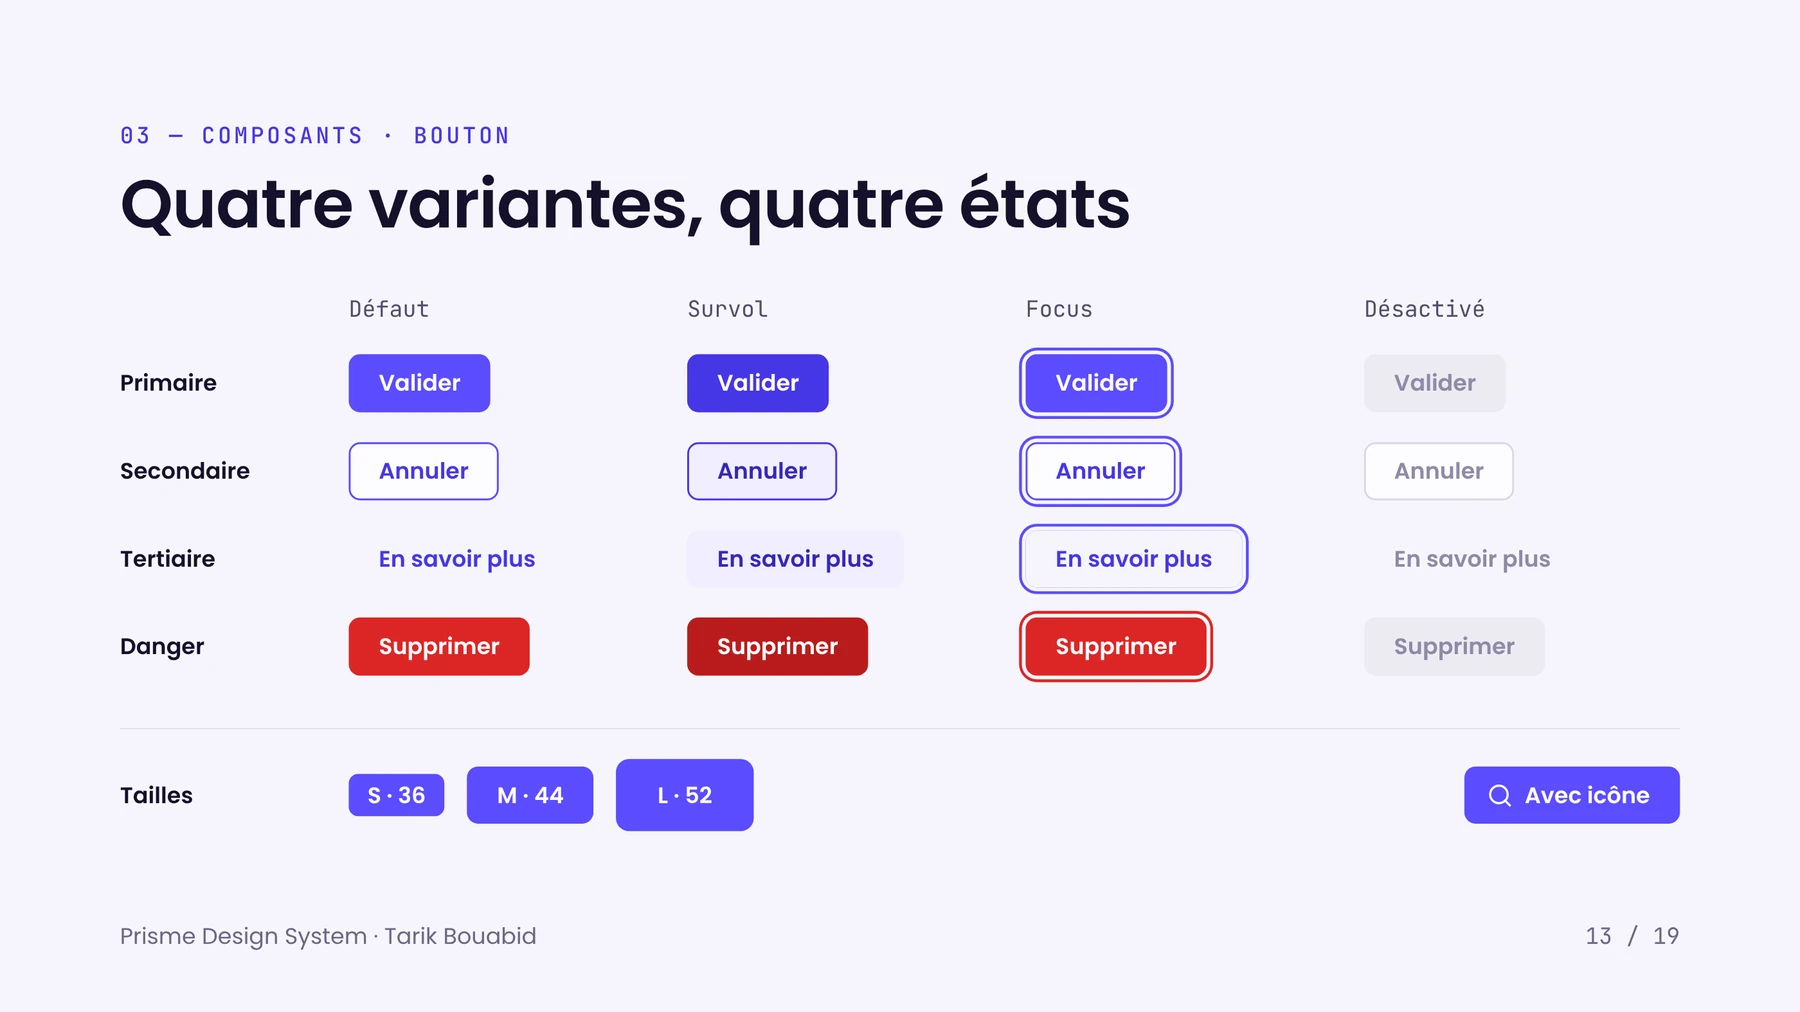 03 — COMPOSANTS · BOUTON
Quatre variantes, quatre états
Défaut Survol Focus Désactivé
Primaire Valider Valider Valider Valider
Secondaire Annuler Annuler Annuler Annuler
Tertiaire En savoir plus En savoir plus En savoir plus En savoir plus
Danger Supprimer Supprimer Supprimer Supprimer
Tailles S · 36 M · 44 L · 52 Avec icône
Prisme Design System · Tarik Bouabid 13 / 19